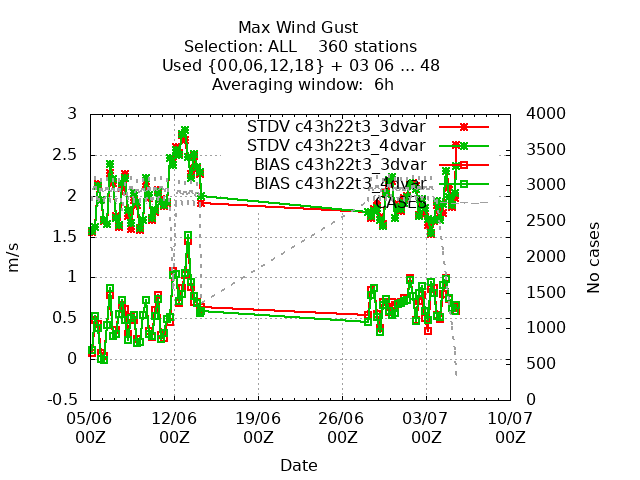 Max Wind Gust
Selection: ALL    360 stations
Used {00,06,12,18} + 03 06 ... 48
Averaging window:  6h
3
2.5
2
1.5
1
0.5
0
-0.5
4000
3500
3000
2500
2000
1500
1000
500
0
STDV c43h22t3_3dvar
STDV c43h22t3_4dvar
BIAS c43h22t3_3dvar
BIAS c43h22t3_4dvar
CASES
m/s
No cases
05/06 12/06 19/06 26/06 03/07 10/07
00Z 00Z 00Z 00Z 00Z 00Z
Date